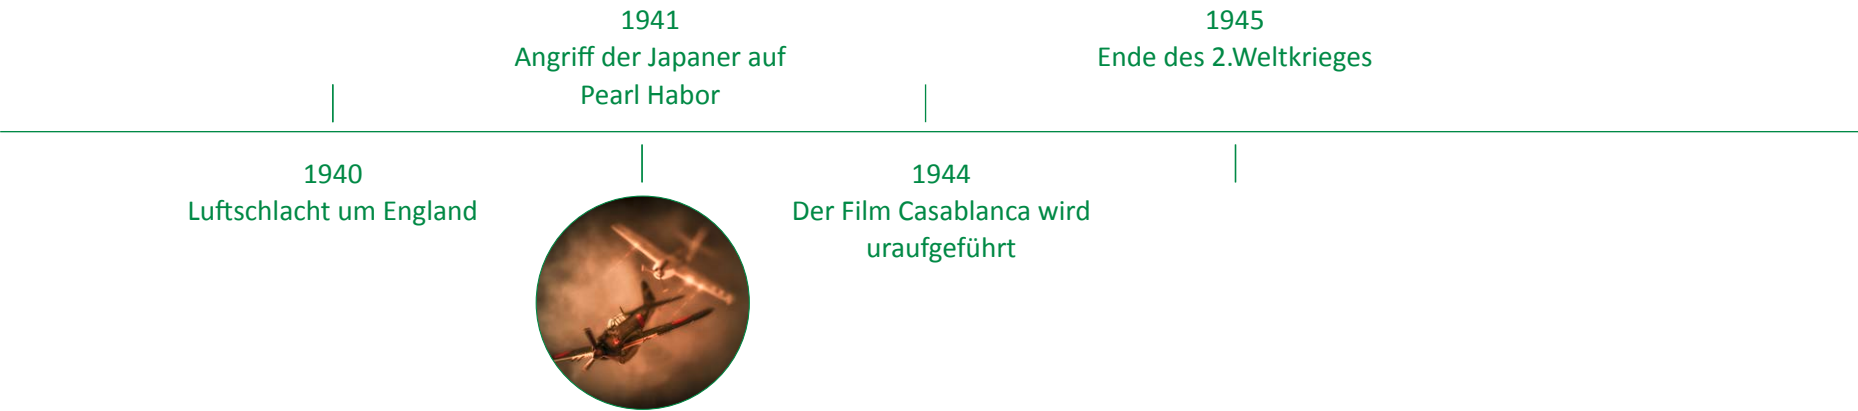 1941
Angriff der Japaner auf
Pearl Habor
1945
Ende des 2.Weltkrieges
1940
Luftschlacht um England
1944
Der Film Casablanca wird
uraufgeführt